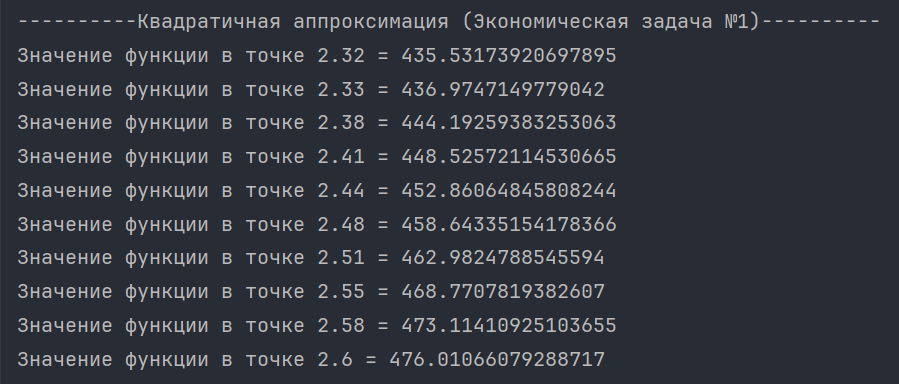 ----------Квадратичная аппроксимация (Экономическая задача №1)----------
Значение функции в точке 2.32 = 435.53173920697895
Значение функции в точке 2.33 = 436.9747149779042
Значение функции в точке 2.38 = 444.19259383253063
Значение функции в точке 2.41 = 448.52572114530665
Значение функции в точке 2.44 = 452.86064845808244
Значение функции в точке 2.48 = 458.64335154178366
Значение функции в точке 2.51 = 462.9824788545594
Значение функции в точке 2.55 = 468.7707819382607
Значение функции в точке 2.58 = 473.11410925103655
Значение функции в точке 2.6 = 476.01066079288717